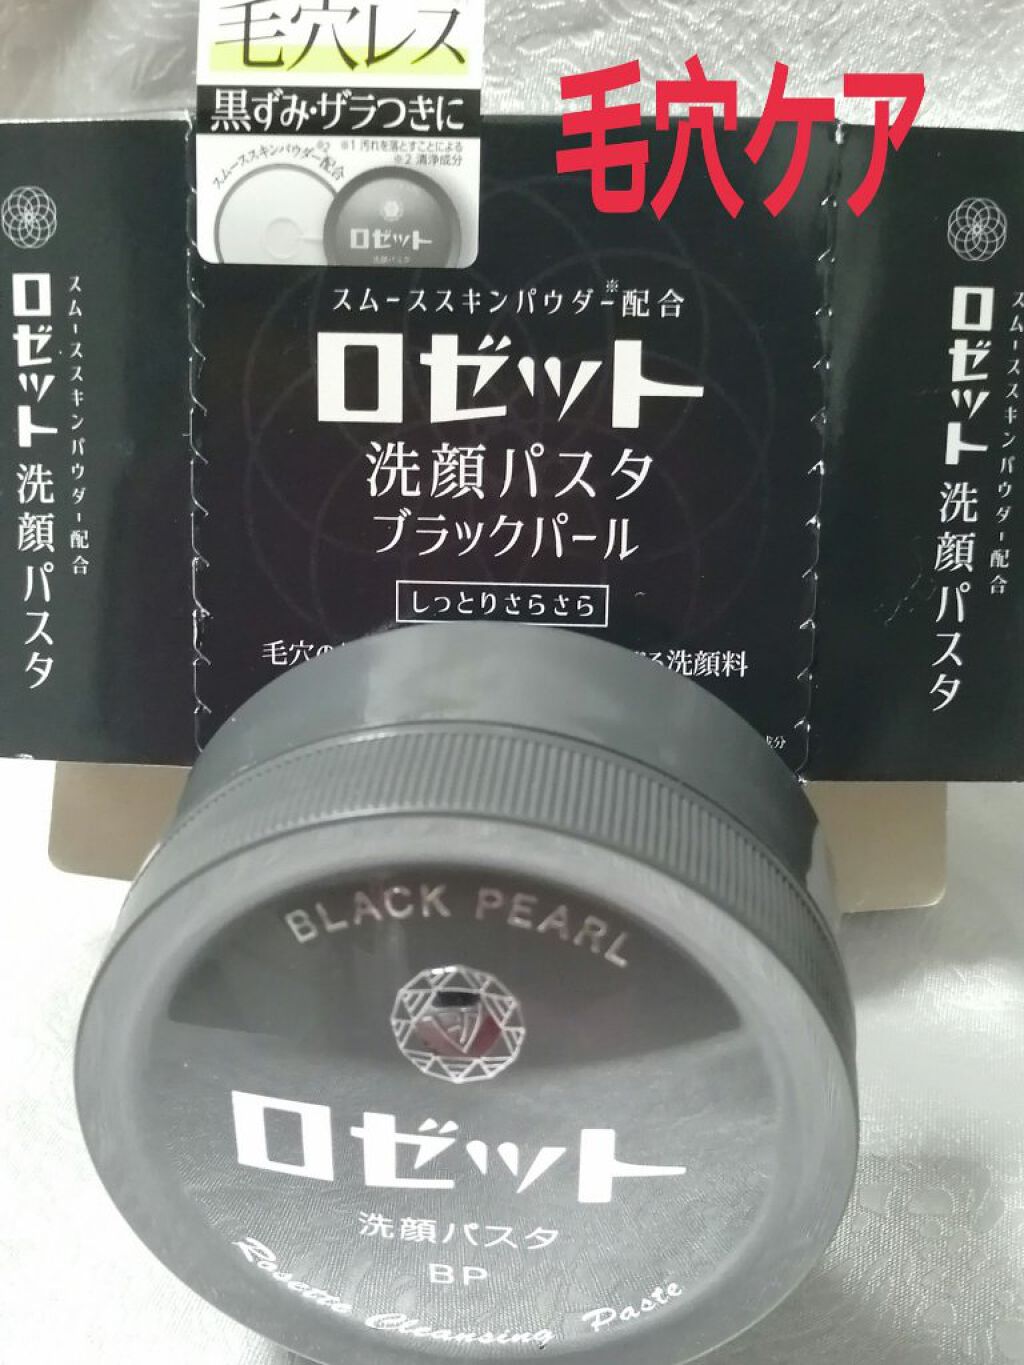 毛穴レス
黒ずみ・ザラつきに
※1 汚れを落とすことによる
※2 清浄成分
スムーススキンパウダー配合
※2
ロゼット
洗顔パスタ
毛穴ケア
スムーススキンパウダー配合
ロゼット 洗顔パスタ
スムーススキンパウダー※配合
ロゼット
洗顔パスタ
ブラックパール
しっとりさらさら
毛穴の
洗顔料
成分
スムーススキンパウダー配合
ロゼット 洗顔パスタ
BLACK PEARL
ロゼット
洗顔パスタ
BP
Rosette Cleansing Paste